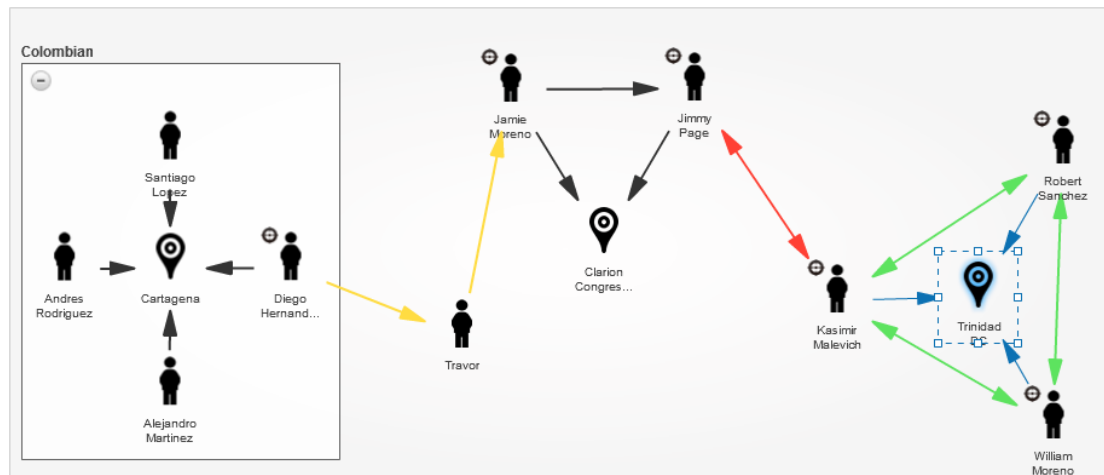 Colombian
Santiago
Lopez
Andres
Rodriguez
Cartagena
Diego
Hernand...
Alejandro
Martinez
Travor
Jamie
Moreno
Jimmy
Page
Clarion
Congres...
Kasimir
Malevich
Robert
Sanchez
Trinidad
William
Moreno